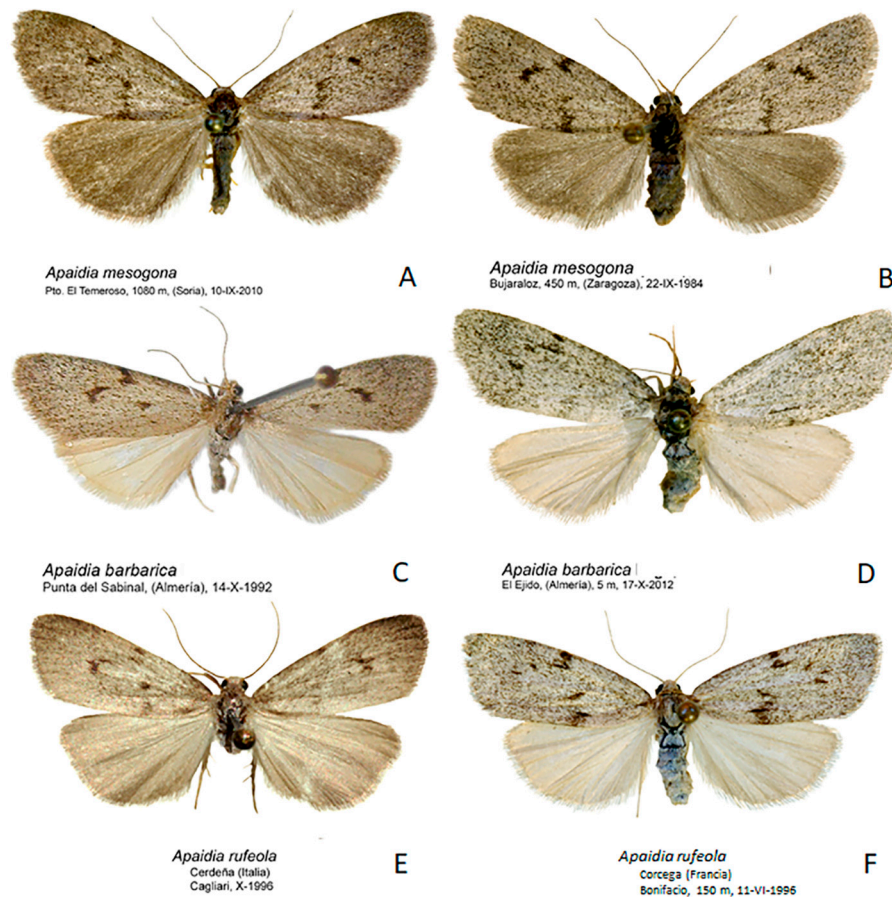 Apaidia mesogona
Pto. El Temeroso, 1080 m, (Soria), 10-IX-2010
A
Apaidia mesogona
Bujaraloz, 450 m, (Zaragoza), 22-IX-1984
B
Apaidia barbarica
Punta del Sabinal, (Almería), 14-X-1992
C
Apaidia barbarica
El Ejido, (Almería), 5 m, 17-X-2012
D
Apaidia rufeola
Cerdeña (Italia)
Cagliari, X-1996
E
Apaidia rufeola
Corcega (Francia)
Bonifacio, 150 m, 11-VI-1996
F